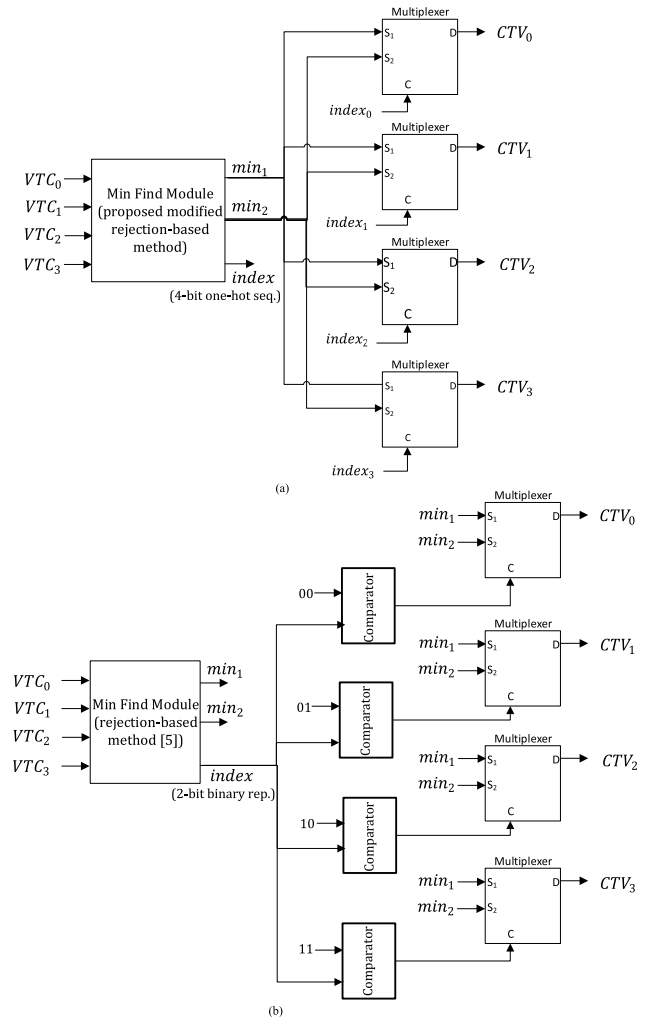 Multiplexer
S₁ D CTV₀
S₂
C
index₀
Multiplexer
S₁ D CTV₁
S₂
C
index₁
VTC₀
VTC₁
VTC₂
VTC₃
Min Find Module
(proposed modified
rejection-based
method)
min₁
min₂
index
(4-bit one-hot seq.)
Multiplexer
S₁ D CTV₂
S₂
C
index₂
Multiplexer
S₁ D CTV₃
S₂
C
index₃
(a)
Multiplexer
min₁ S₁ D CTV₀
min₂ S₂
C
00
Comparator
Multiplexer
min₁ S₁ D CTV₁
min₂ S₂
C
01
Comparator
VTC₀
VTC₁
VTC₂
VTC₃
Min Find Module
(rejection-based
method [5])
min₁
min₂
index
(2-bit binary rep.)
Multiplexer
min₁ S₁ D CTV₂
min₂ S₂
C
10
Comparator
Multiplexer
min₁ S₁ D CTV₃
min₂ S₂
C
11
Comparator
(b)